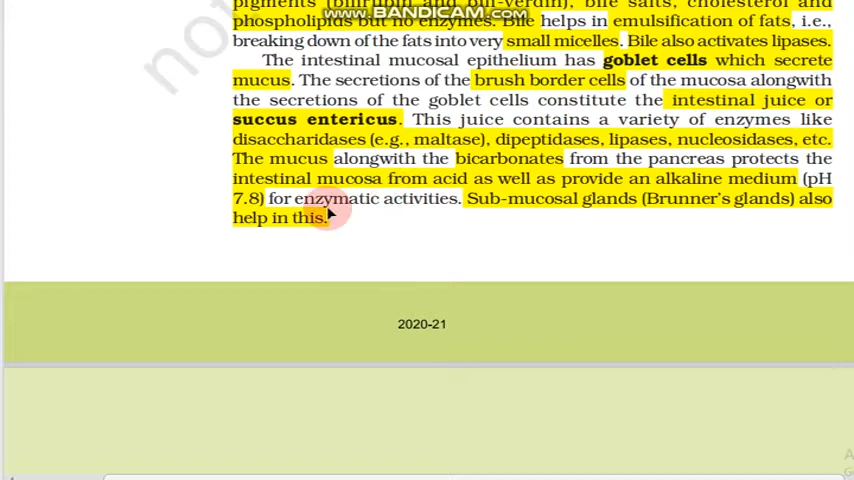 pigments (bilirubin and bili-verdin), bile salts, cholesterol and
www.BANDICAM.com
phospholipids but no enzymes. Bile helps in emulsification of fats, i.e.,
breaking down of the fats into very small micelles. Bile also activates lipases.
The intestinal mucosal epithelium has goblet cells which secrete
mucus. The secretions of the brush border cells of the mucosa alongwith
the secretions of the goblet cells constitute the intestinal juice or
succus entericus. This juice contains a variety of enzymes like
disaccharidases (e.g., maltase), dipeptidases, lipases, nucleosidases, etc.
The mucus alongwith the bicarbonates from the pancreas protects the
intestinal mucosa from acid as well as provide an alkaline medium (pH
7.8) for enzymatic activities. Sub-mucosal glands (Brunner's glands) also
help in this.
2020-21